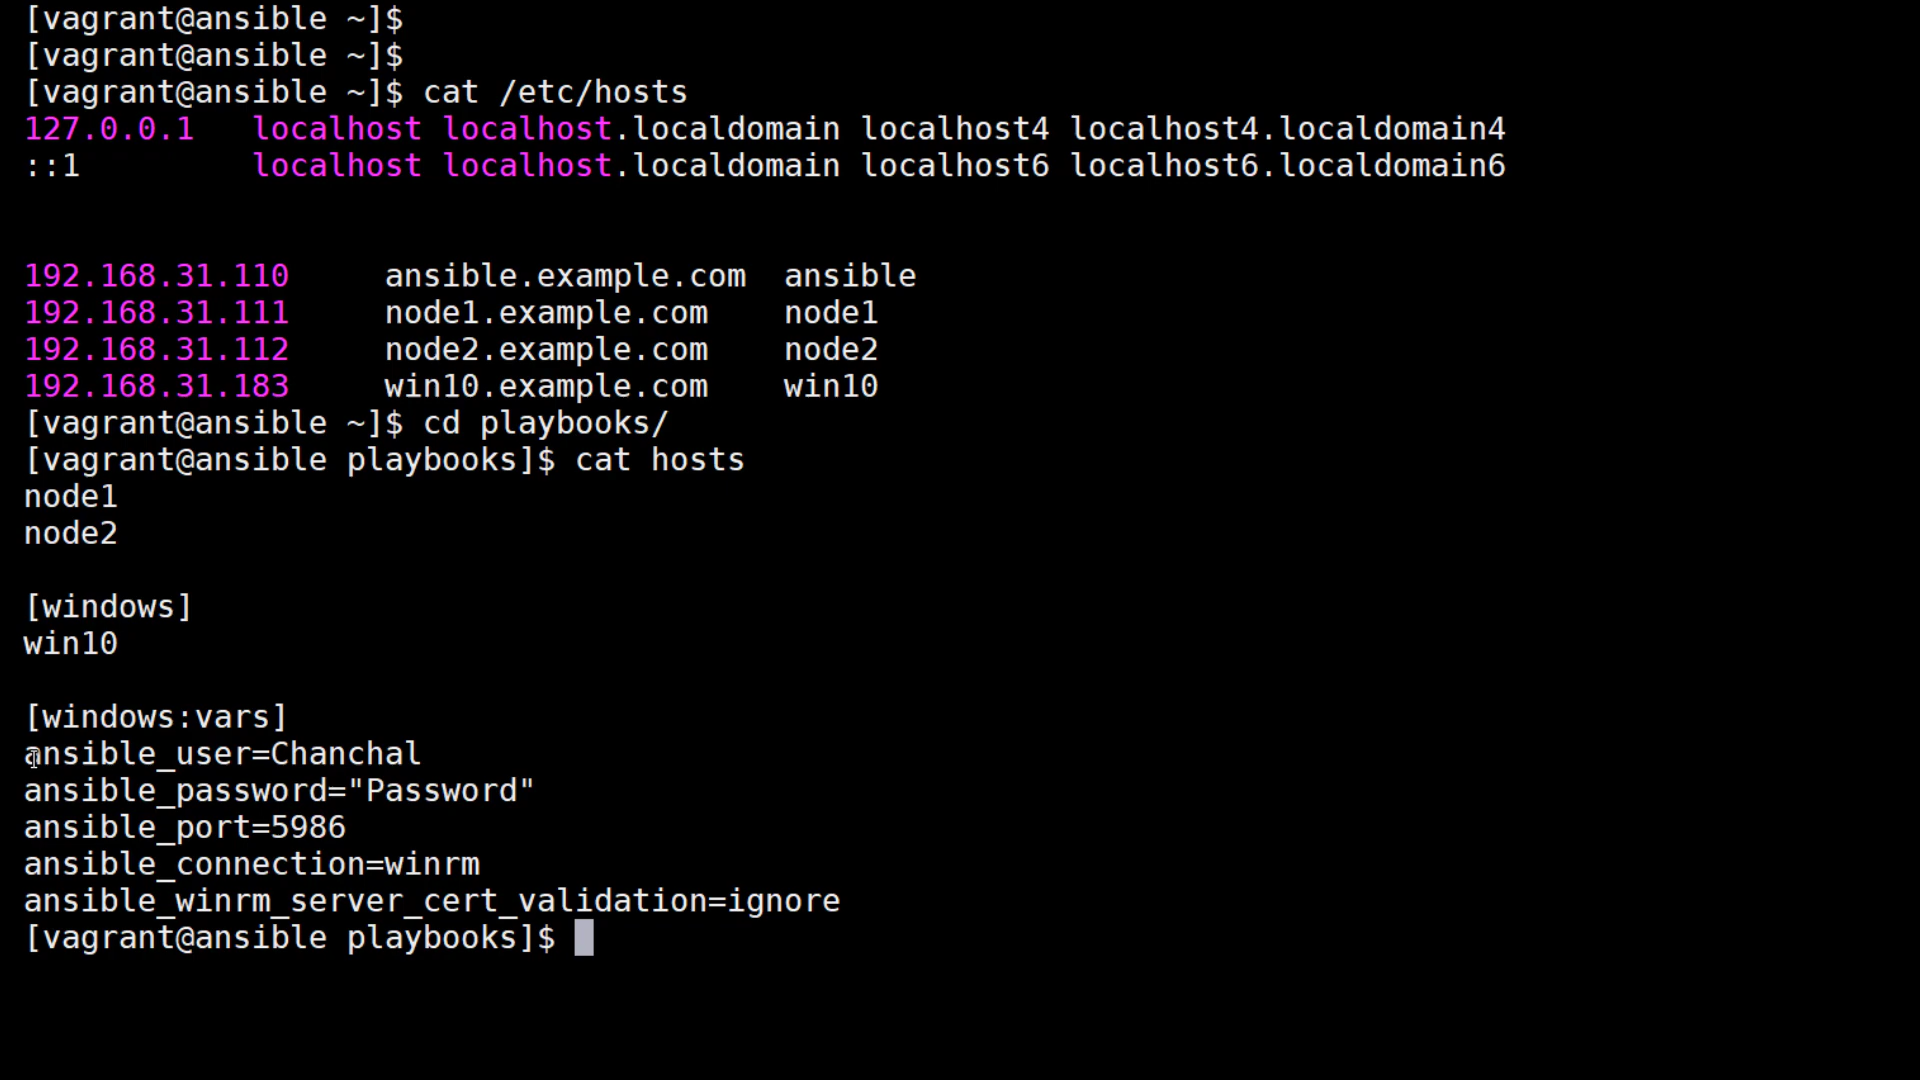 [vagrant@ansible ~]$
[vagrant@ansible ~]$
[vagrant@ansible ~]$ cat /etc/hosts
127.0.0.1   localhost localhost.localdomain localhost4 localhost4.localdomain4
::1         localhost localhost.localdomain localhost6 localhost6.localdomain6
192.168.31.110     ansible.example.com  ansible
192.168.31.111     node1.example.com    node1
192.168.31.112     node2.example.com    node2
192.168.31.183     win10.example.com    win10
[vagrant@ansible ~]$ cd playbooks/
[vagrant@ansible playbooks]$ cat hosts
node1
node2
[windows]
win10
[windows:vars]
ansible_user=Chanchal
ansible_password="Password"
ansible_port=5986
ansible_connection=winrm
ansible_winrm_server_cert_validation=ignore
[vagrant@ansible playbooks]$